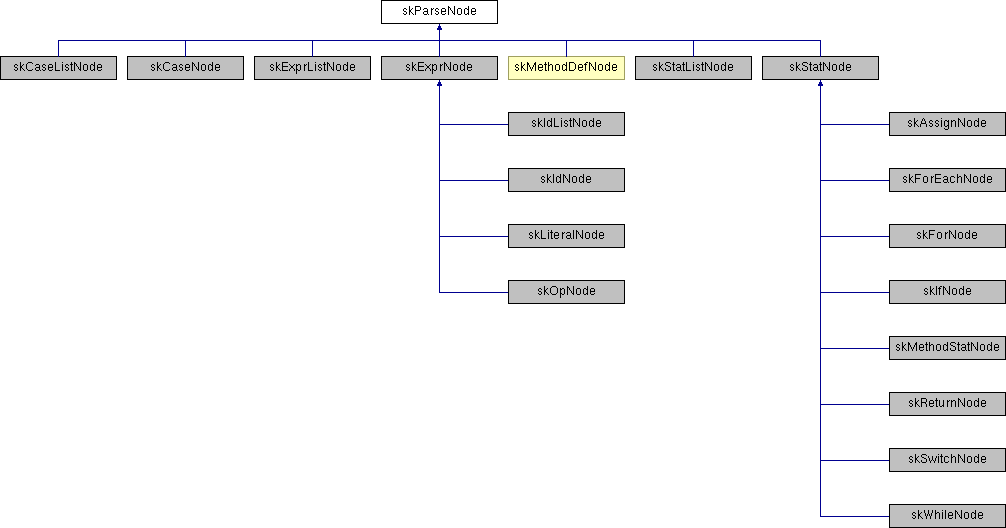 skParseNode
skCaseListNode
skCaseNode
skExprListNode
skExprNode
skMethodDefNode
skStatListNode
skStatNode
skIdListNode
skAssignNode
skIdNode
skForEachNode
skLiteralNode
skForNode
skOpNode
skIfNode
skMethodStatNode
skReturnNode
skSwitchNode
skWhileNode